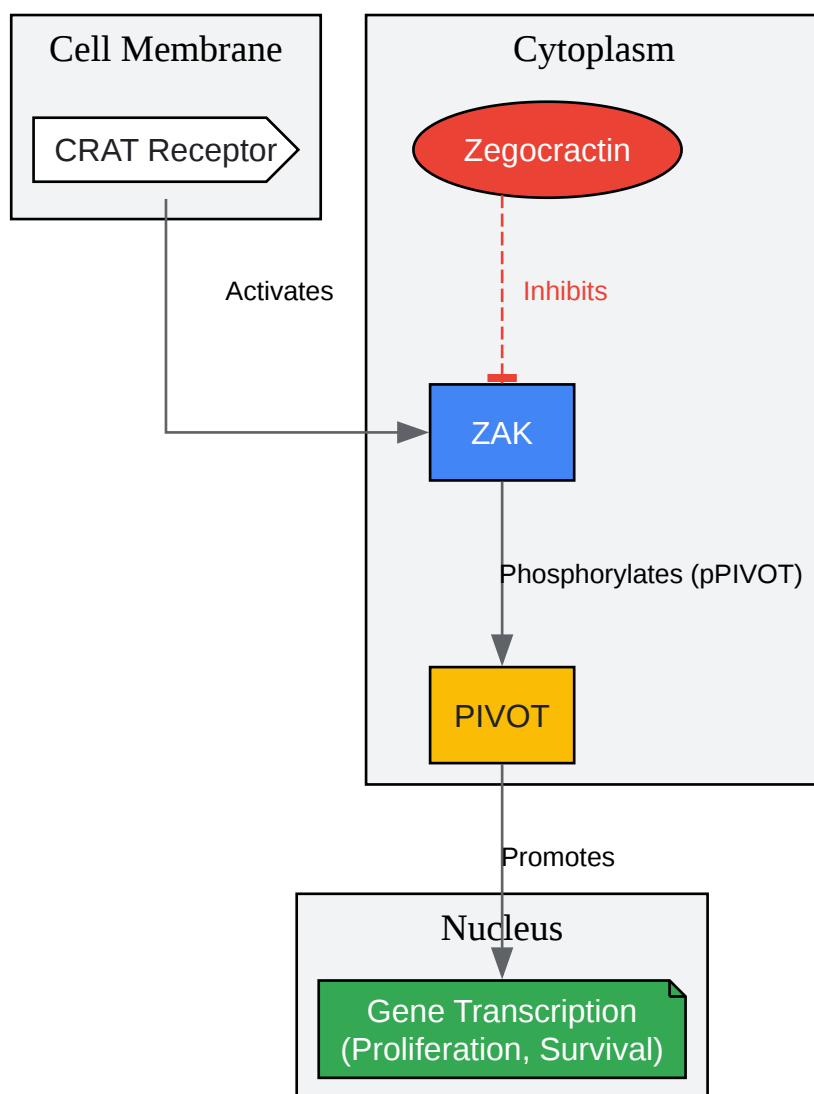 Cell Membrane
CRAT Receptor
Cytoplasm
Zegocractin
Activates
Inhibits
ZAK
Phosphorylates (pPIVOT)
PIVOT
Promotes
Nucleus
Gene Transcription
(Proliferation, Survival)